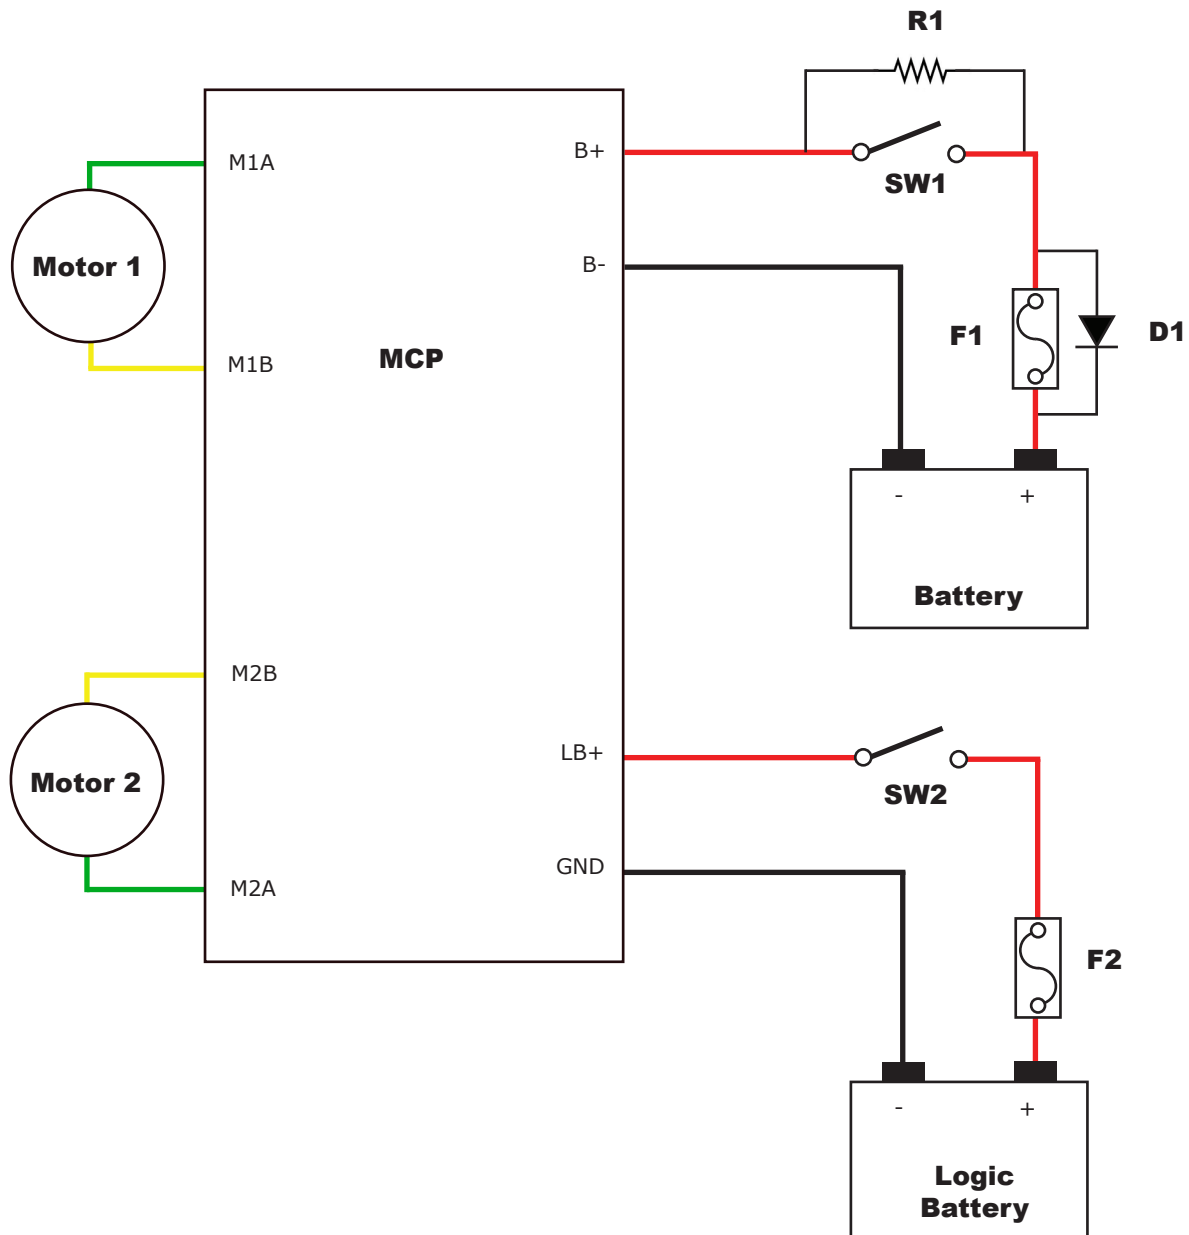 R1
M1A
B+
SW1
B-
Motor 1
F1
D1
MCP
M1B
-
+
Battery
M2B
LB+
Motor 2
SW2
GND
M2A
F2
-
+
Logic
Battery